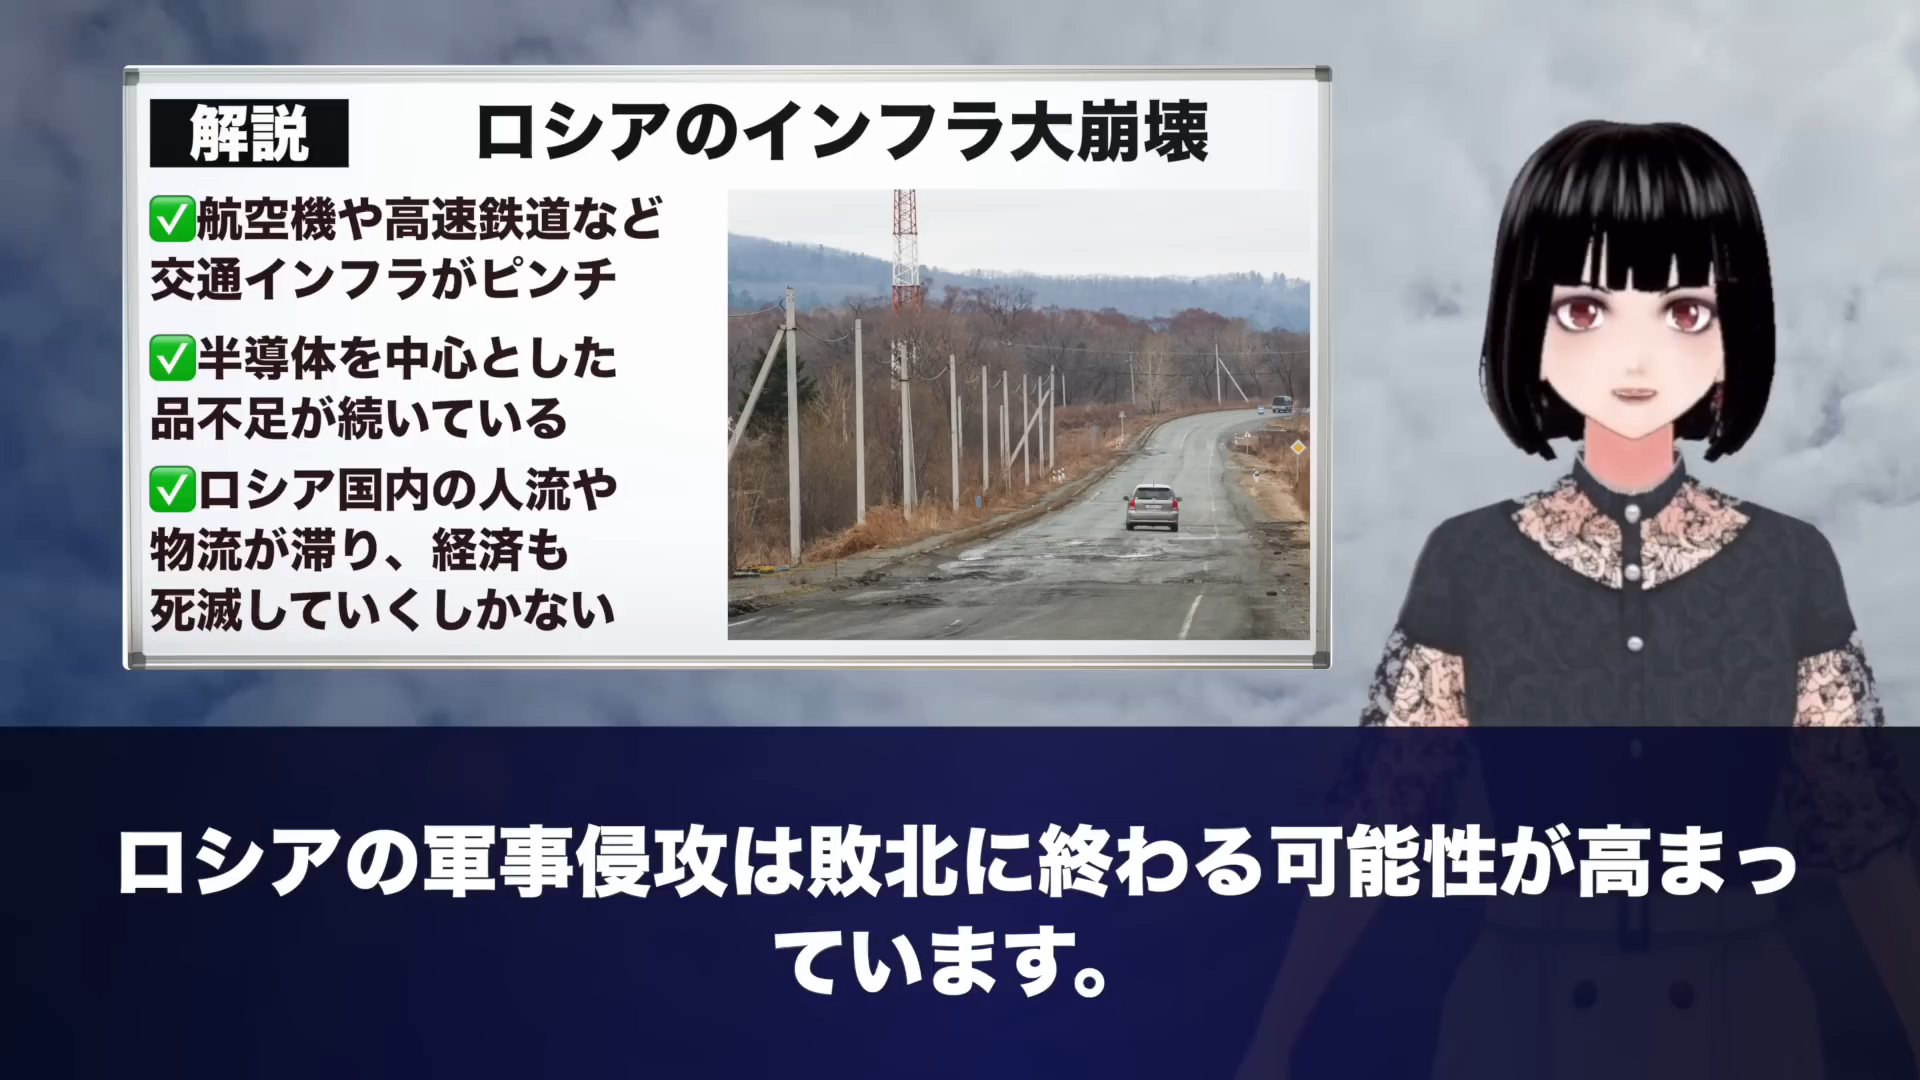 解説
ロシアのインフラ大崩壊
✅航空機や高速鉄道など
交通インフラがピンチ
✅半導体を中心とした
品不足が続いている
✅ロシア国内の人流や
物流が滞り、経済も
死滅していくしかない
ロシアの軍事侵攻は敗北に終わる可能性が高まっ
ています。